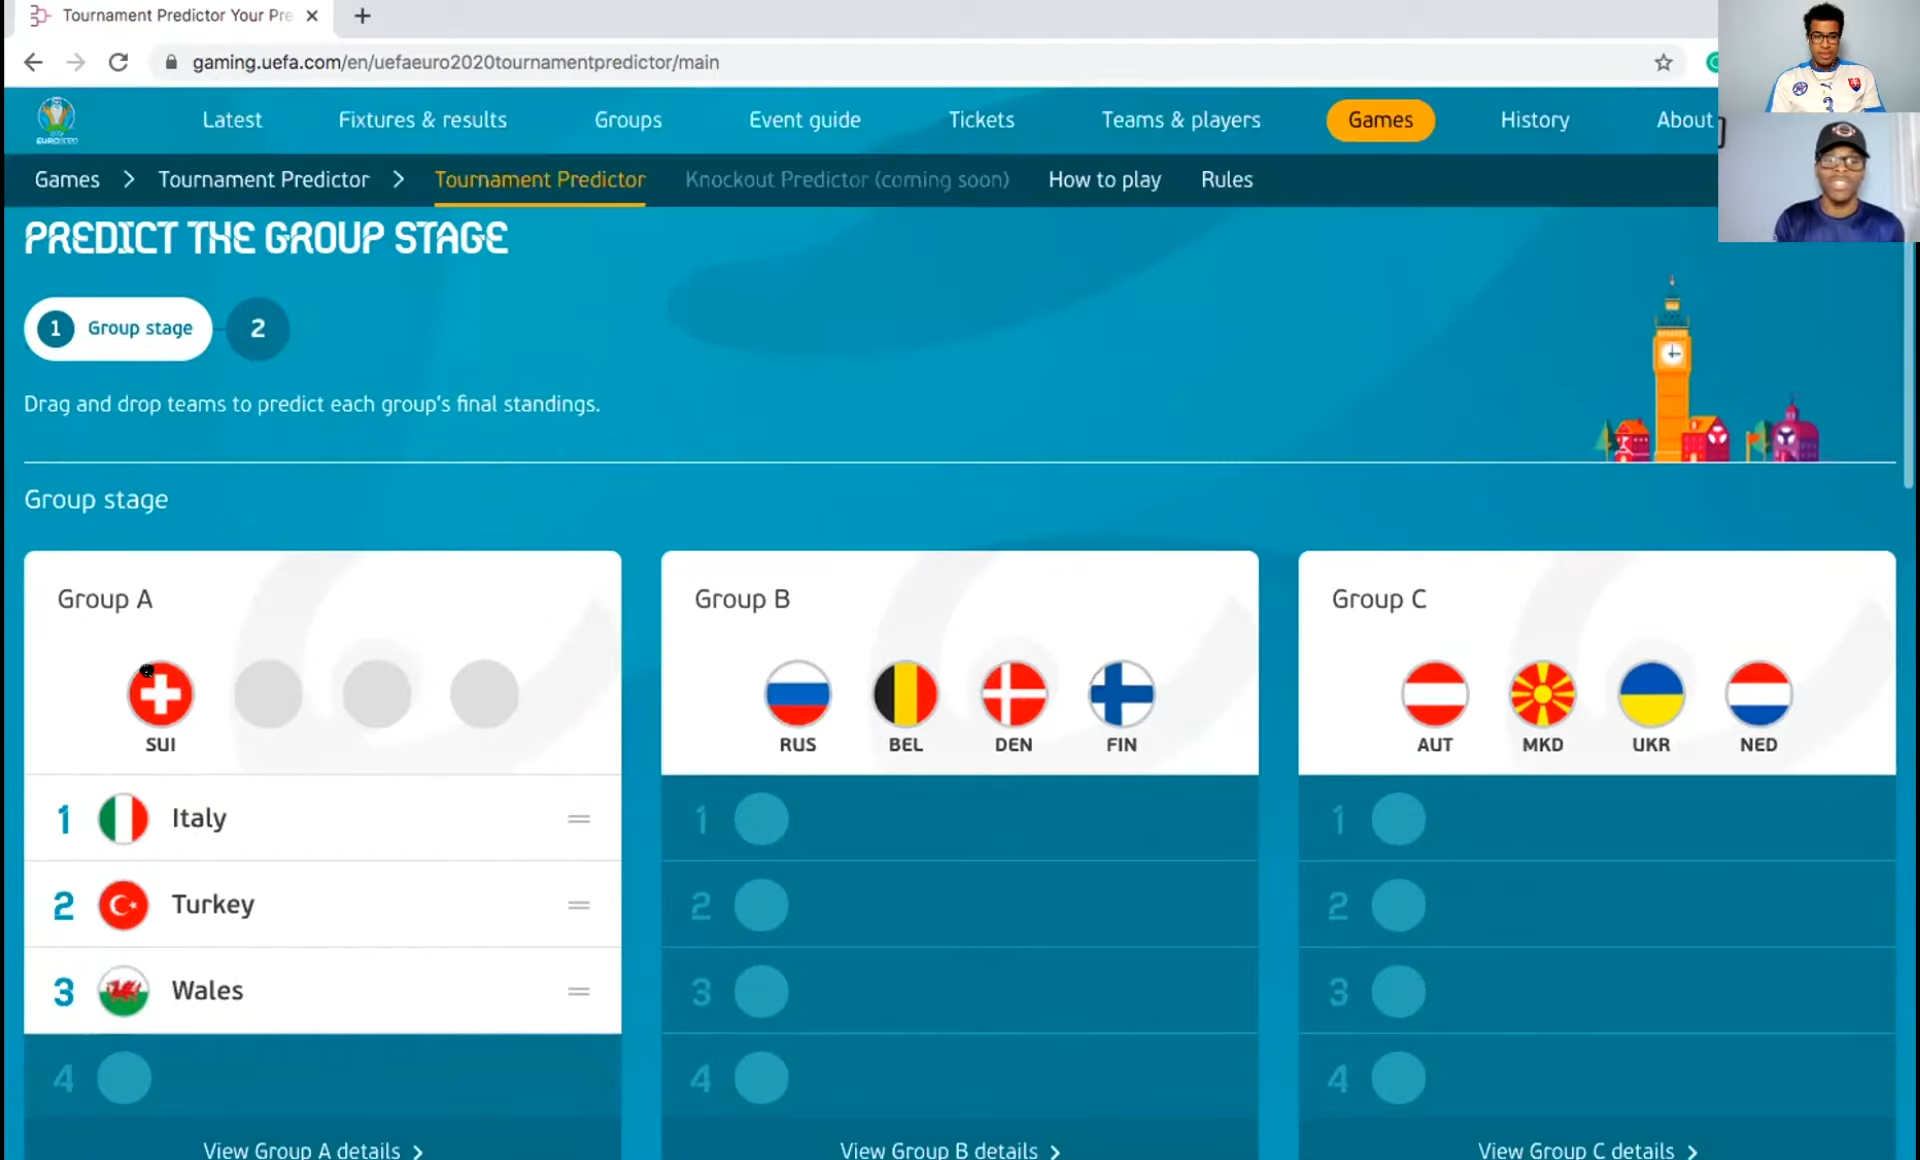 Tournament Predictor Your Pre
gaming.uefa.com/en/uefaeuro2020tournamentpredictor/main
EURO2020
Latest Fixtures & results Groups Event guide Tickets Teams & players Games History About
Games > Tournament Predictor > Tournament Predictor Knockout Predictor (coming soon) How to play Rules
PREDICT THE GROUP STAGE
1 Group stage 2
Drag and drop teams to predict each group's final standings.
Group stage
Group A
SUI
1 Italy
2 Turkey
3 Wales
4
View Group A details >
Group B
RUS BEL DEN FIN
1
2
3
4
View Group B details >
Group C
AUT MKD UKR NED
1
2
3
4
View Group C details >
3